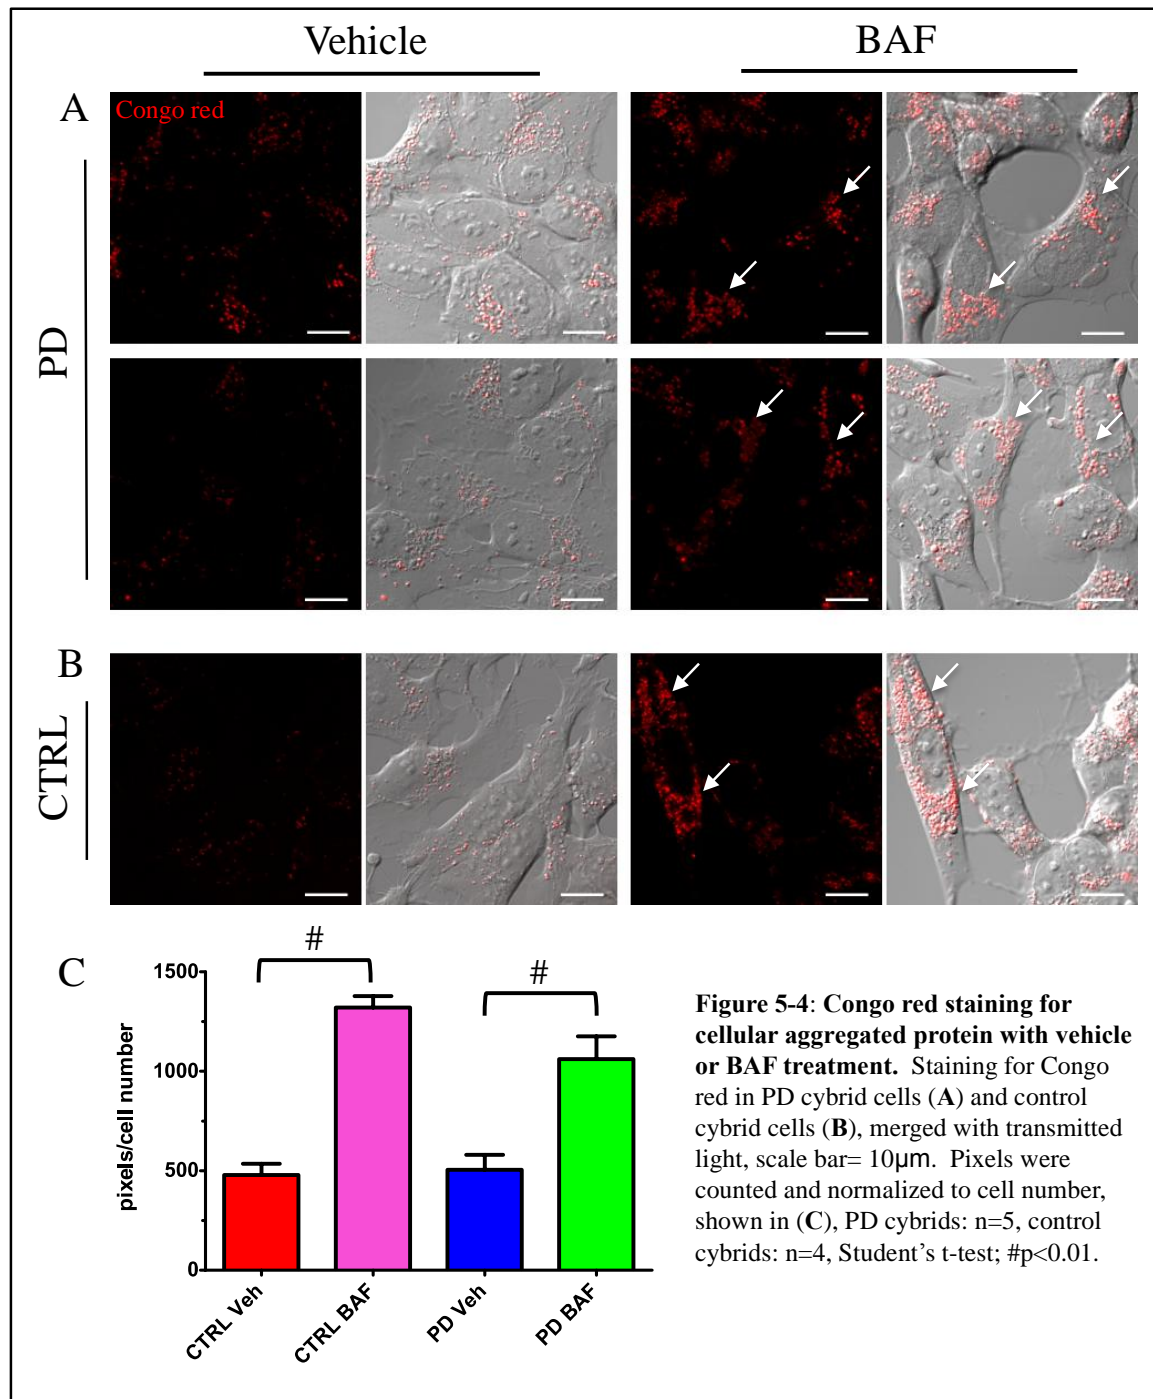 Vehicle
BAF
A
Congo red
PD
B
CTRL
C
#
#
1500
1000
500
0
pixels/cell number
CTRL Veh
CTRL BAF
PD Veh
PD BAF
Figure 5-4: Congo red staining for
cellular aggregated protein with vehicle
or BAF treatment. Staining for Congo
red in PD cybrid cells (A) and control
cybrid cells (B), merged with transmitted
light, scale bar= 10µm. Pixels were
counted and normalized to cell number,
shown in (C), PD cybrids: n=5, control
cybrids: n=4, Student’s t-test; #p<0.01.